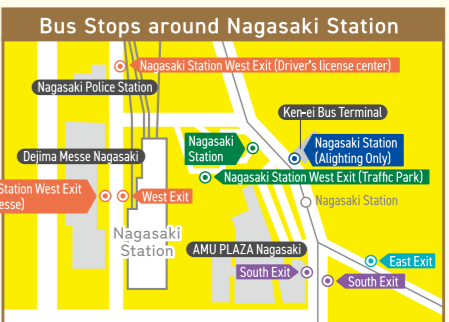 Bus Stops around Nagasaki Station
Nagasaki Station West Exit (Driver's license center)
Nagasaki Police Station
Ken-ei Bus Terminal
Nagasaki
Station
Nagasaki Station
(Alighting Only)
Dejima Messe Nagasaki
Nagasaki Station West Exit (Traffic Park)
Station West Exit
esse)
West Exit
Nagasaki Station
Nagasaki
Station
AMU PLAZA Nagasaki
South Exit
East Exit
South Exit